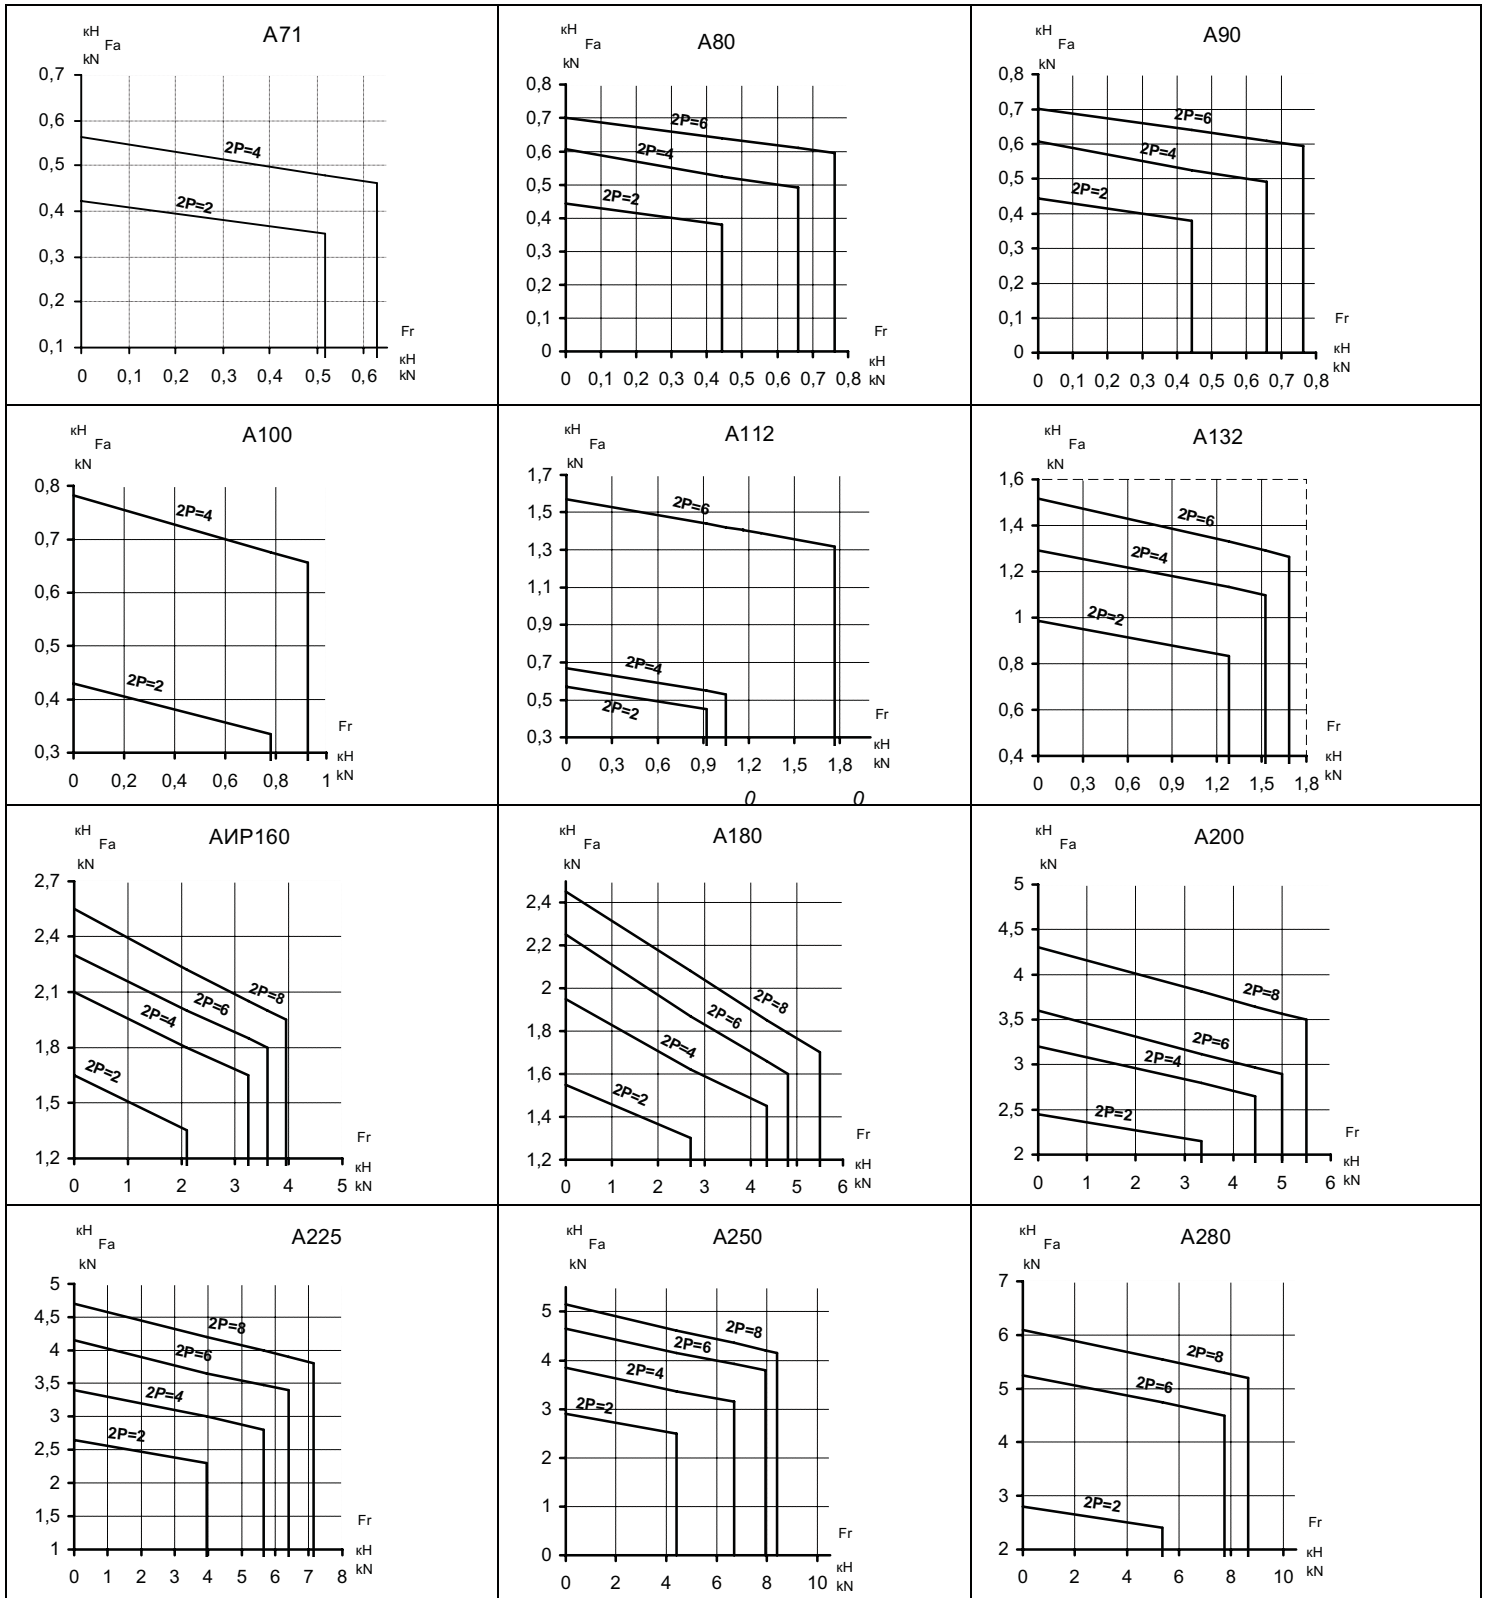 кН
Fa
kN
А71
0,7
0,6
0,5
0,4
0,3
0,2
0,1
2P=4
2P=2
Fr
кН
kN
0 0,1 0,2 0,3 0,4 0,5 0,6
кН
Fa
kN
А80
0,8
0,7
0,6
0,5
0,4
0,3
0,2
0,1
0
2P=6
2P=4
2P=2
Fr
кН
kN
0 0,1 0,2 0,3 0,4 0,5 0,6 0,7 0,8
кН
Fa
kN
А90
0,8
0,7
0,6
0,5
0,4
0,3
0,2
0,1
0
2P=6
2P=4
2P=2
Fr
кН
kN
0 0,1 0,2 0,3 0,4 0,5 0,6 0,7 0,8
кН
Fa
kN
А100
0,8
0,7
0,6
0,5
0,4
0,3
2P=4
2P=2
Fr
кН
kN
0 0,2 0,4 0,6 0,8 1
кН
Fa
kN
А112
1,7
1,5
1,3
1,1
0,9
0,7
0,5
0,3
2P=6
2P=4
2P=2
Fr
кН
kN
0 0,3 0,6 0,9 1,2 1,5 1,8
0 0
кН
Fa
kN
А132
1,6
1,4
1,2
1
0,8
0,6
0,4
2P=6
2P=4
2P=2
Fr
кН
kN
0 0,3 0,6 0,9 1,2 1,5 1,8
кН
Fa
kN
АИР160
2,7
2,4
2,1
1,8
1,5
1,2
2P=8
2P=6
2P=4
2P=2
Fr
кН
kN
0 1 2 3 4 5
кН
Fa
kN
А180
2,4
2,2
2
1,8
1,6
1,4
1,2
2P=8
2P=6
2P=4
2P=2
Fr
кН
kN
0 1 2 3 4 5 6
кН
Fa
kN
А200
5
4,5
4
3,5
3
2,5
2
2P=8
2P=6
2P=4
2P=2
Fr
кН
kN
0 1 2 3 4 5 6
кН
Fa
kN
А225
5
4,5
4
3,5
3
2,5
2
1,5
1
2P=8
2P=6
2P=4
2P=2
Fr
кН
kN
0 1 2 3 4 5 6 7 8
кН
Fa
kN
А250
5
4
3
2
1
0
2P=8
2P=6
2P=4
2P=2
Fr
кН
kN
0 2 4 6 8 10
кН
Fa
kN
А280
7
6
5
4
3
2
2P=8
2P=6
2P=2
Fr
кН
kN
0 2 4 6 8 10